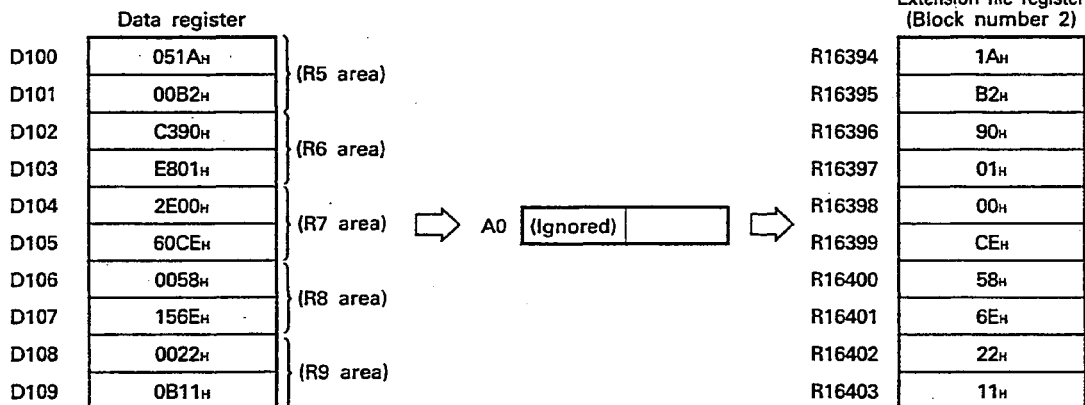 Extension file register
Data register (Block number 2)
D100 051AH R16394 1AH
(R5 area)
D101 00B2H R16395 B2H
D102 C390H R16396 90H
(R6 area)
D103 E801H R16397 01H
D104 2E00H R16398 00H
(R7 area) A0 (Ignored)
D105 60CEH R16399 CEH
D106 0058H R16400 58H
(R8 area)
D107 156EH R16401 6EH
D108 0022H R16402 22H
(R9 area)
D109 0B11H R16403 11H